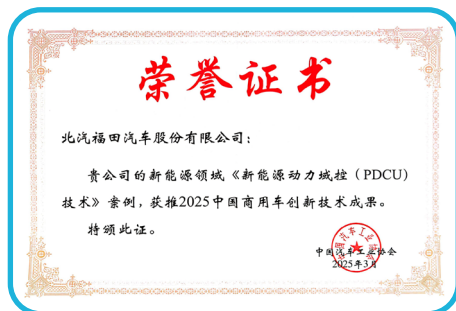 荣誉证书
北汽福田汽车股份有限公司：
贵公司的新能源领域《新能源动力域控（PDCU）
技术》案例，获推2025中国商用车创新技术成果。
特颁此证。
中国汽车工业协会
2025年3月